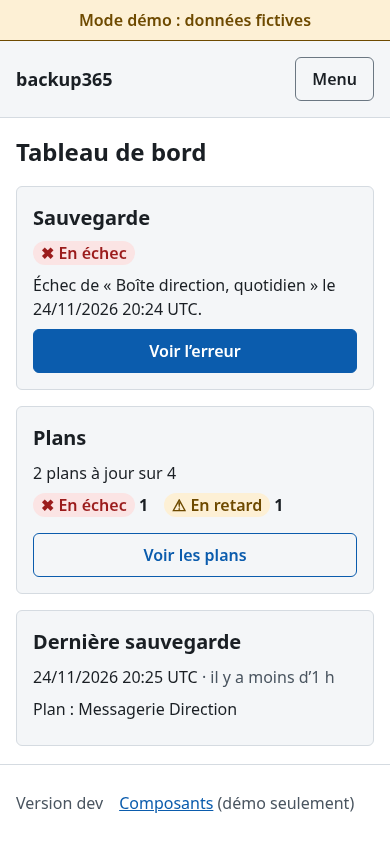 Mode démo : données fictives
backup365
Menu
Tableau de bord
Sauvegarde
✖ En échec
Échec de « Boîte direction, quotidien » le
24/11/2026 20:24 UTC.
Voir l’erreur
Plans
2 plans à jour sur 4
✖ En échec 1 ⚠ En retard 1
Voir les plans
Dernière sauvegarde
24/11/2026 20:25 UTC · il y a moins d’1 h
Plan : Messagerie Direction
Version dev Composants (démo seulement)